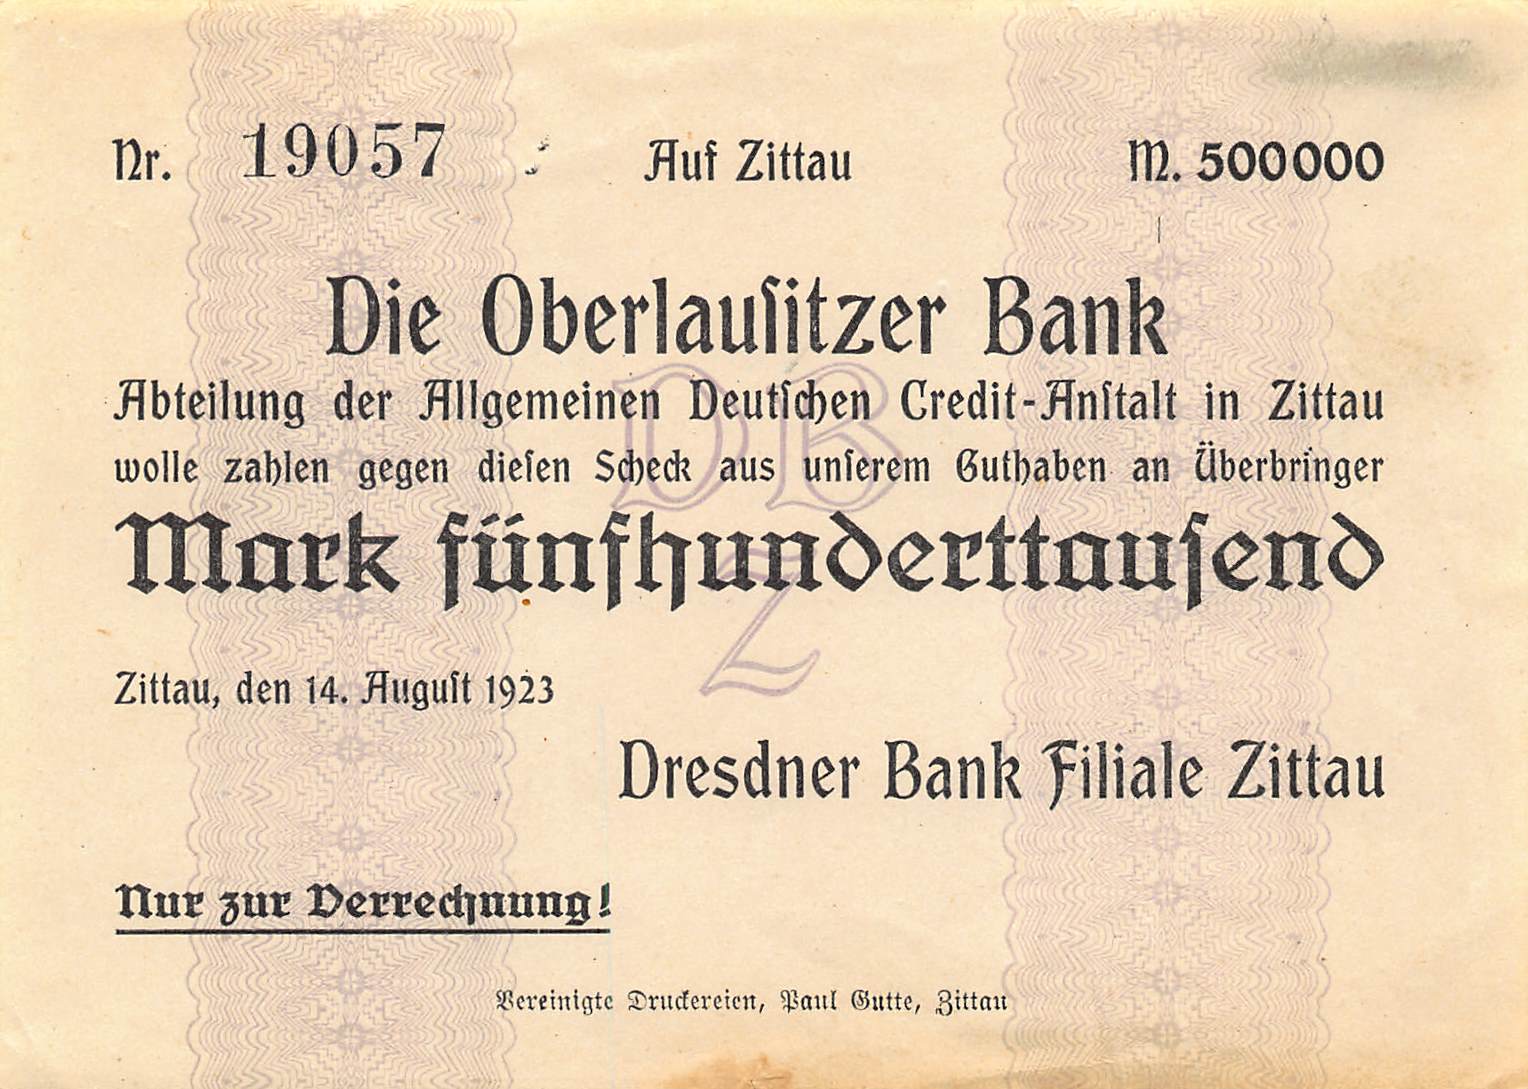 Nr. 19057 Auf Zittau M. 500000
Die Oberlauſitzer Bank
Abteilung der Allgemeinen Deutſchen Credit-Anſtalt in Zittau
wolle zahlen gegen dieſen Scheck aus unſerem Guthaben an Überbringer
Mark fünfhunderttauſend
DB
Z
Zittau, den 14. Auguſt 1923
Dresdner Bank Filiale Zittau
Nur zur Verrechnung!
Vereinigte Druckereien, Paul Gutte, Zittau